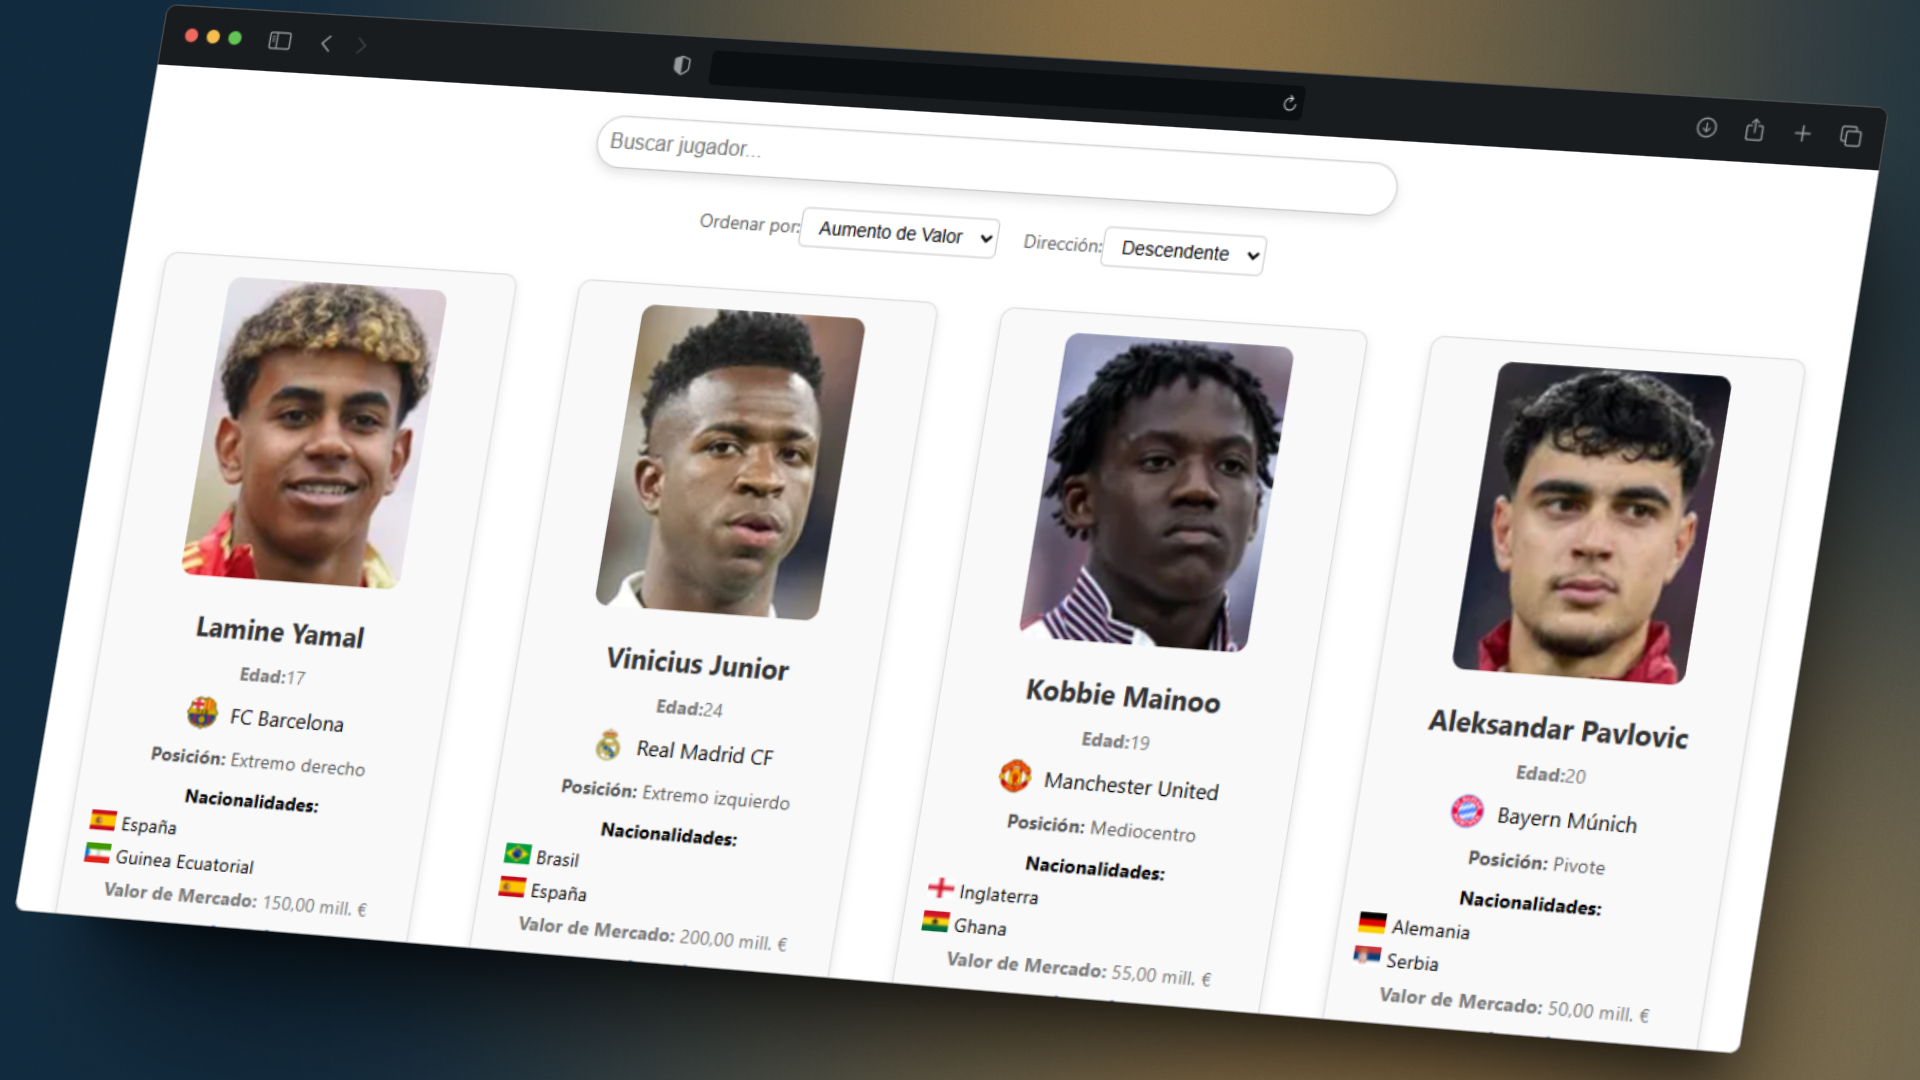 Buscar jugador...
Ordenar por: Aumento de Valor Dirección: Descendente
Lamine Yamal
Edad:17
FC Barcelona
Posición: Extremo derecho
Nacionalidades:
España
Guinea Ecuatorial
Valor de Mercado: 150,00 mill. €
Vinicius Junior
Edad:24
Real Madrid CF
Posición: Extremo izquierdo
Nacionalidades:
Brasil
España
Valor de Mercado: 200,00 mill. €
Kobbie Mainoo
Edad:19
Manchester United
Posición: Mediocentro
Nacionalidades:
Inglaterra
Ghana
Valor de Mercado: 55,00 mill. €
Aleksandar Pavlovic
Edad:20
Bayern Múnich
Posición: Pivote
Nacionalidades:
Alemania
Serbia
Valor de Mercado: 50,00 mill. €